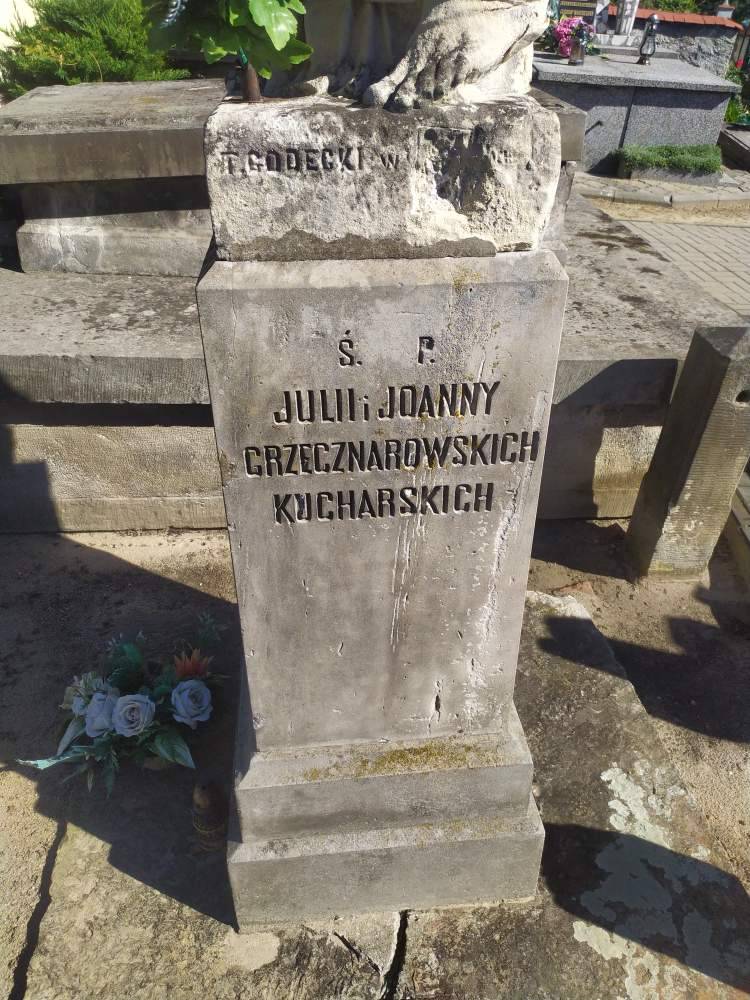 T. GODECKI W
Ś. P.
JULII i JOANNY
GRZECZNAROWSKICH
KUCHARSKICH